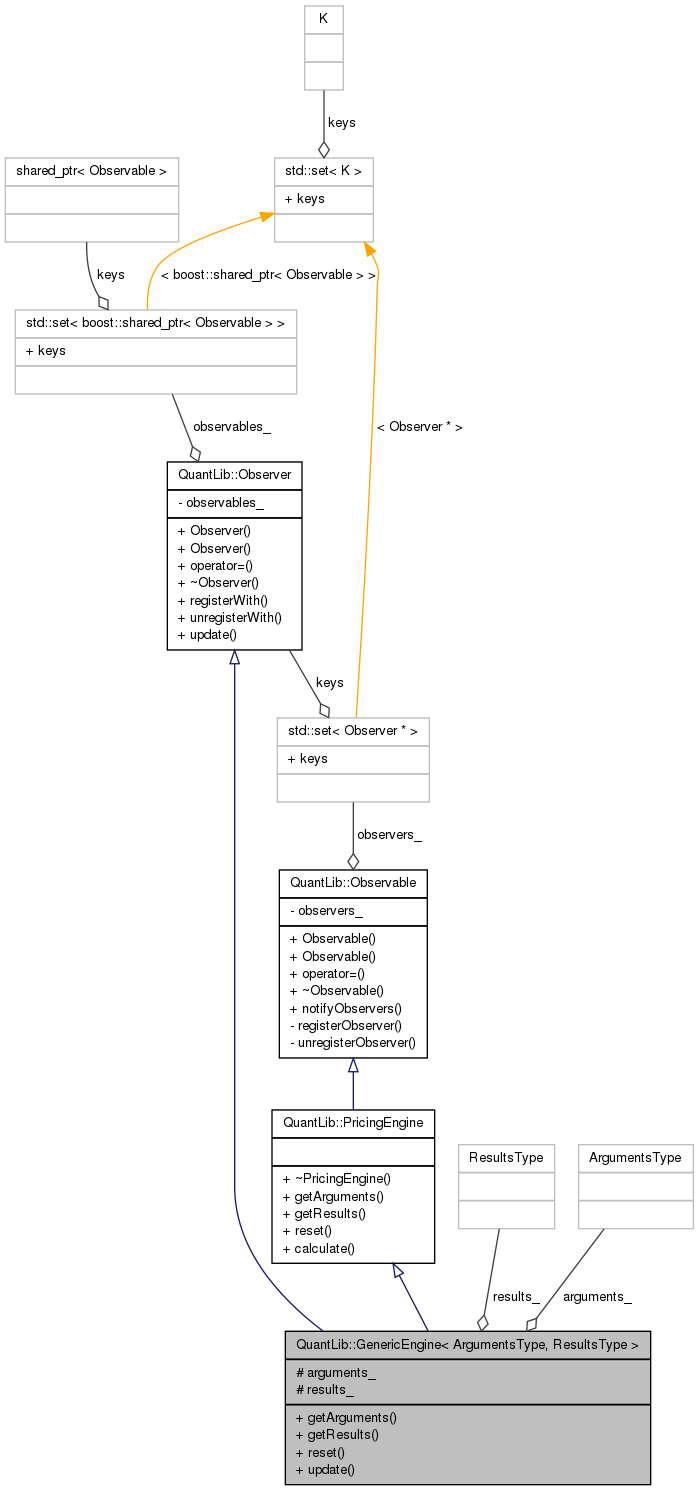 K
keys
shared_ptr< Observable >
std::set< K >
+ keys
keys
< boost::shared_ptr< Observable > >
std::set< boost::shared_ptr< Observable > >
+ keys
< Observer * >
observables_
QuantLib::Observer
- observables_
+ Observer()
+ Observer()
+ operator=()
+ ~Observer()
+ registerWith()
+ unregisterWith()
+ update()
keys
std::set< Observer * >
+ keys
observers_
QuantLib::Observable
- observers_
+ Observable()
+ Observable()
+ operator=()
+ ~Observable()
+ notifyObservers()
- registerObserver()
- unregisterObserver()
QuantLib::PricingEngine
+ ~PricingEngine()
+ getArguments()
+ getResults()
+ reset()
+ calculate()
ResultsType
ArgumentsType
results_
arguments_
QuantLib::GenericEngine< ArgumentsType, ResultsType >
# arguments_
# results_
+ getArguments()
+ getResults()
+ reset()
+ update()